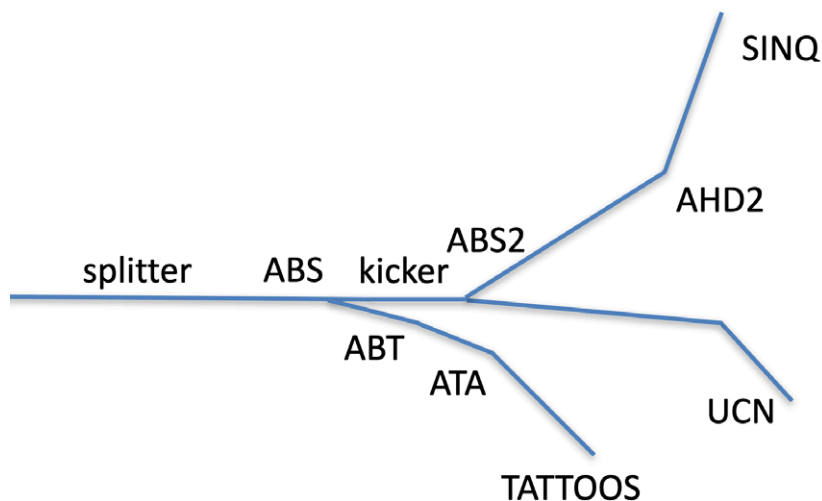 SINQ
AHD2
ABS2
splitter
ABS
kicker
ABT
ATA
UCN
TATTOOS